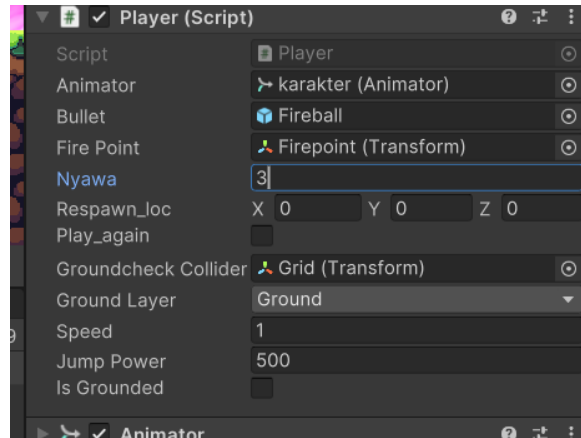 Player (Script)
Script Player
Animator karakter (Animator)
Bullet Fireball
Fire Point Firepoint (Transform)
Nyawa 3
Respawn_loc X 0 Y 0 Z 0
Play_again
Groundcheck Collider Grid (Transform)
Ground Layer Ground
Speed 1
Jump Power 500
Is Grounded
Animator